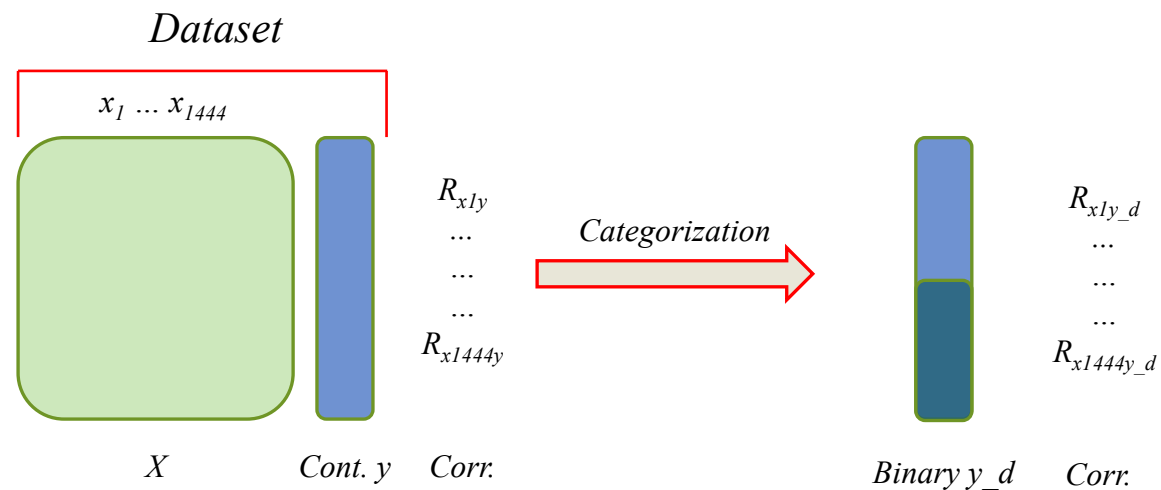 Dataset
x1 ... x1444
Rx1y
...
...
...
Rx1444y
Categorization
Rx1y_d
...
...
...
Rx1444y_d
X
Cont. y
Corr.
Binary y_d
Corr.